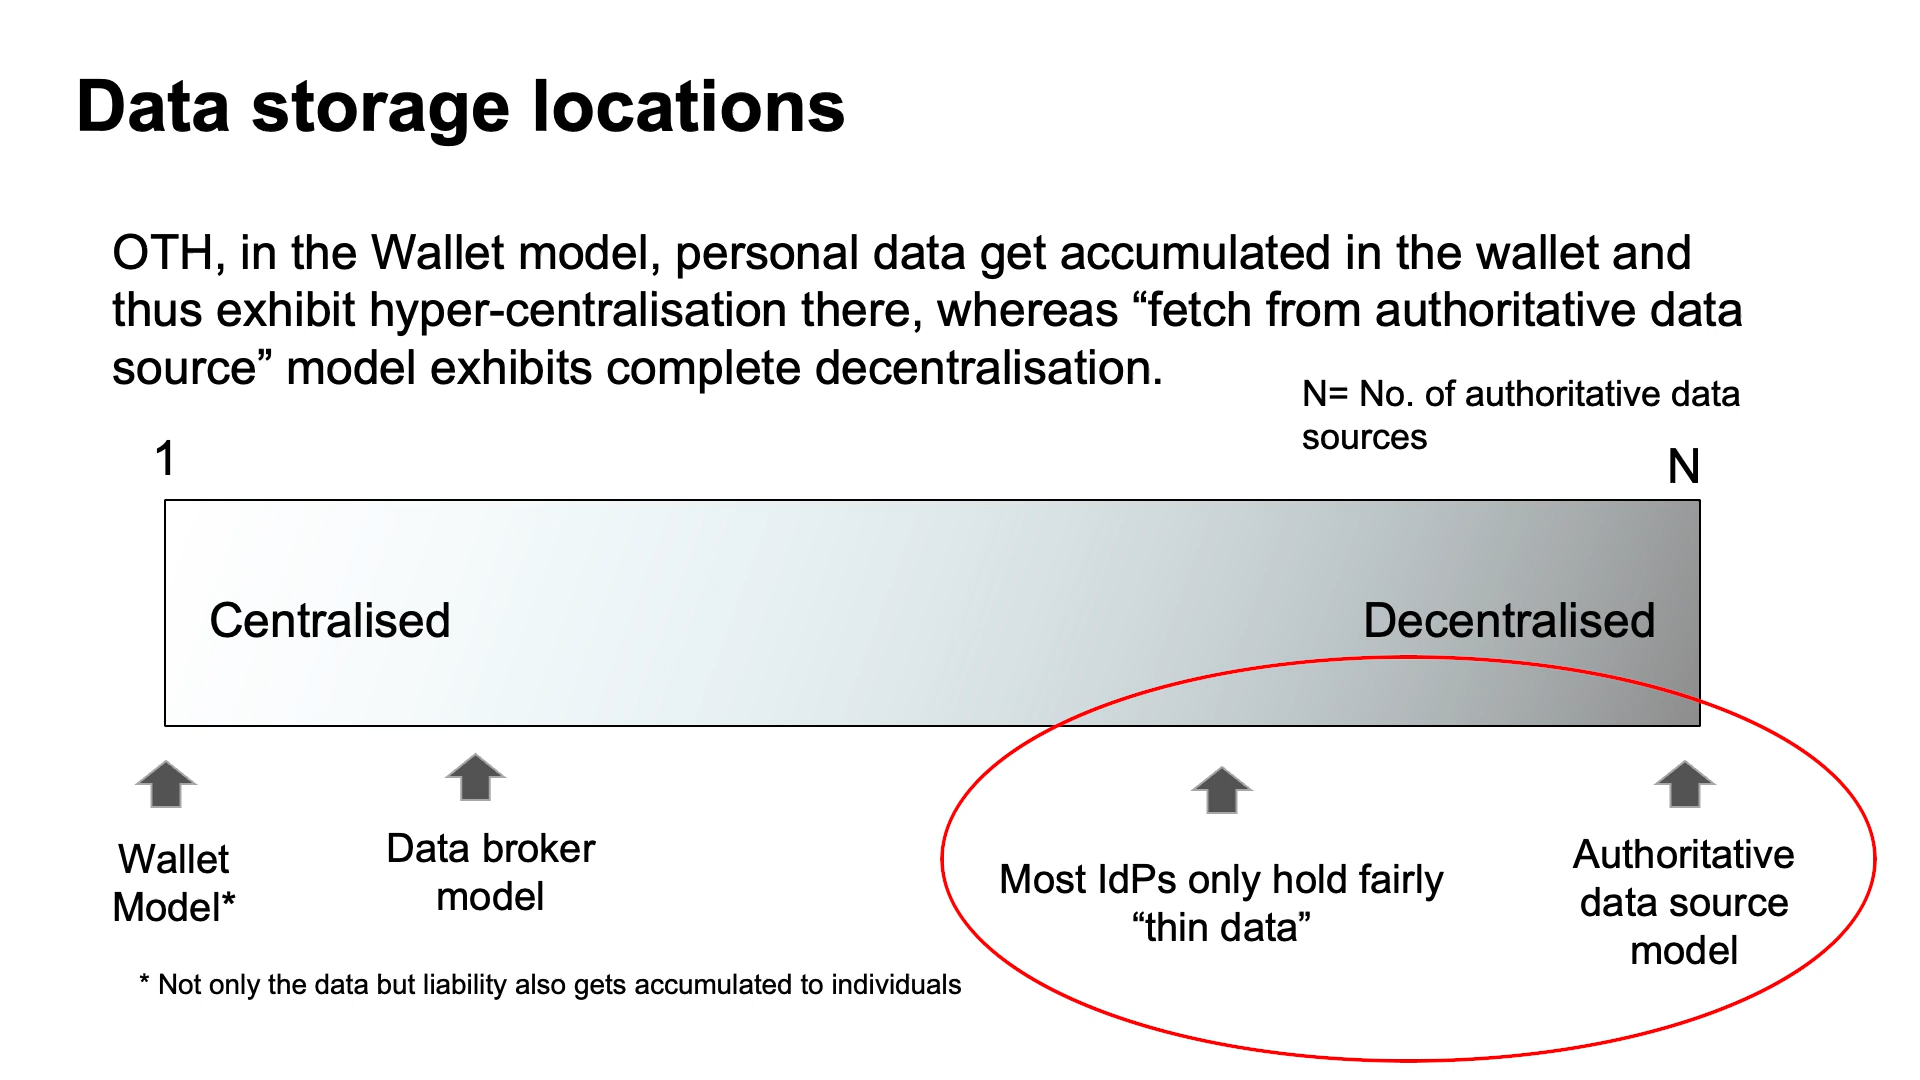 Data storage locations
OTH, in the Wallet model, personal data get accumulated in the wallet and
thus exhibit hyper-centralisation there, whereas “fetch from authoritative data
source” model exhibits complete decentralisation.
N= No. of authoritative data
sources
1
N
Centralised
Decentralised
Wallet
Model*
Data broker
model
Most IdPs only hold fairly
“thin data”
Authoritative
data source
model
* Not only the data but liability also gets accumulated to individuals